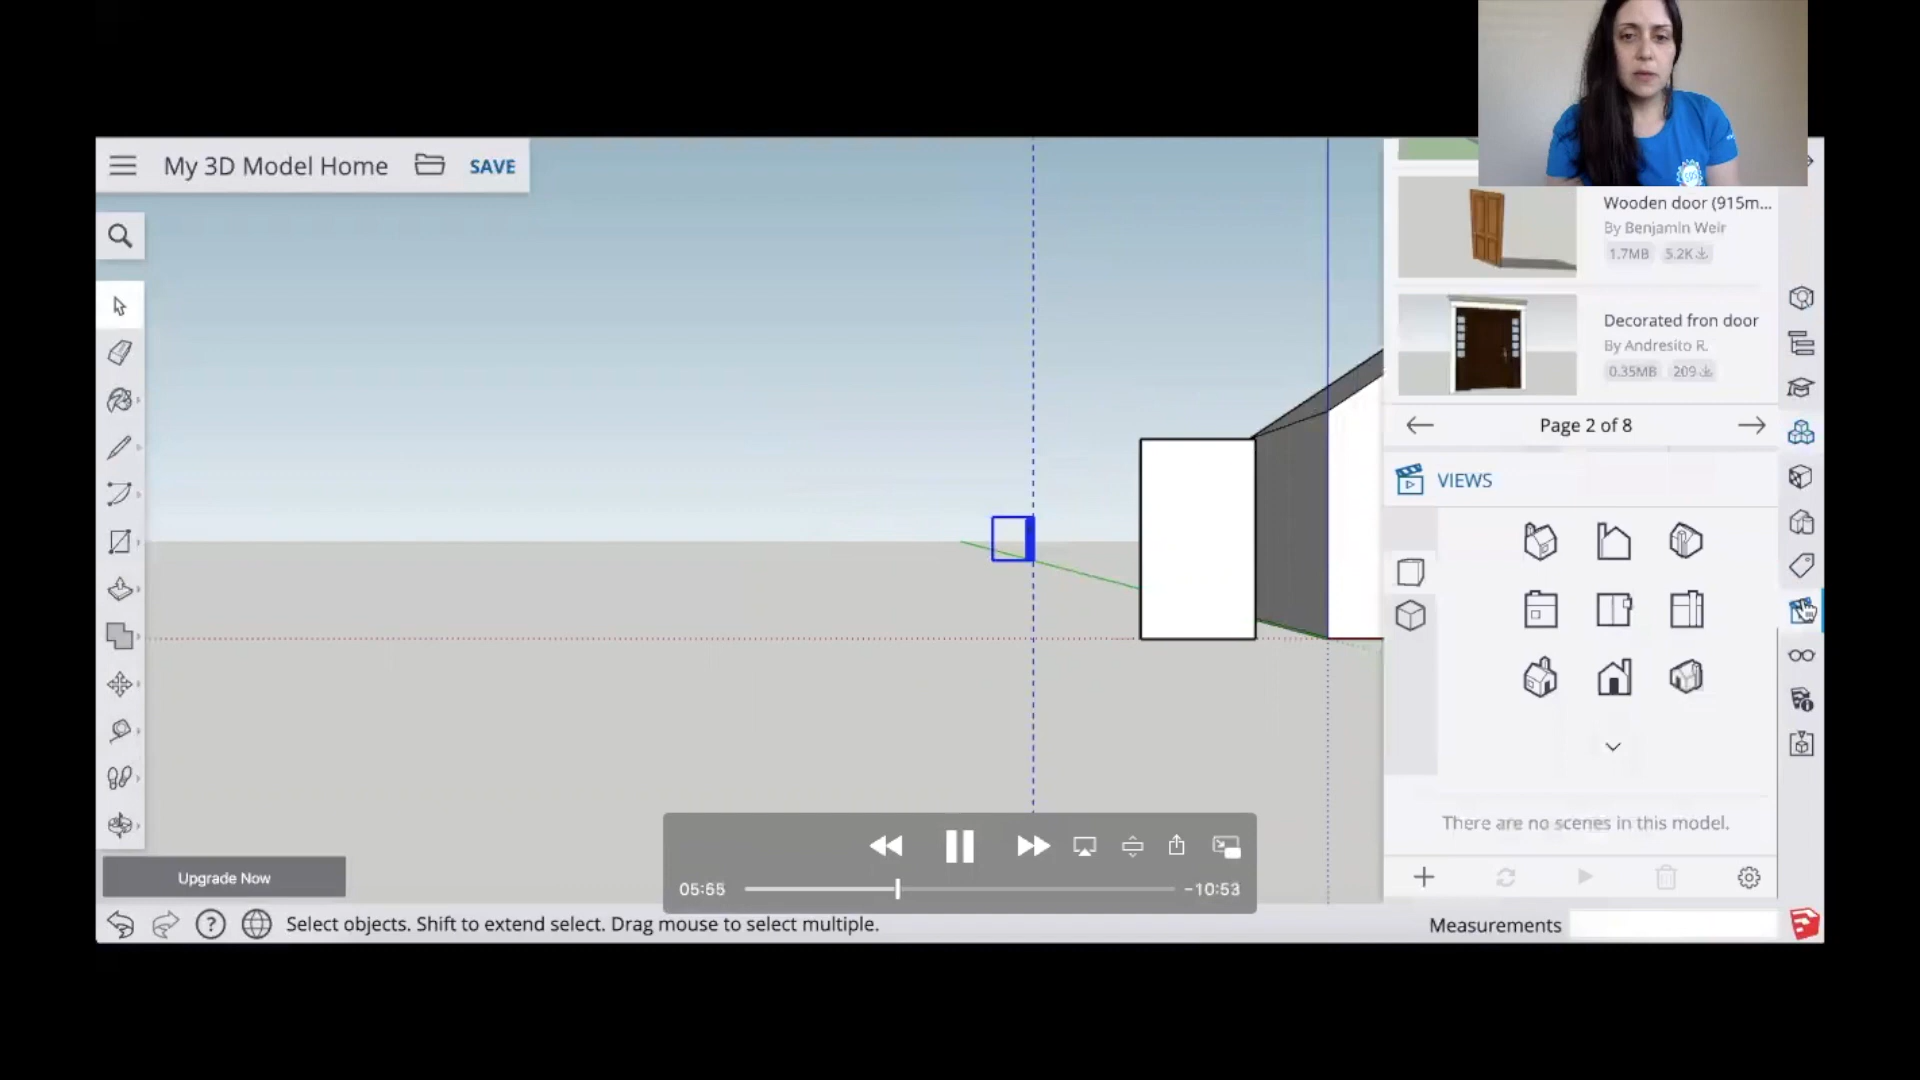 My 3D Model Home
SAVE
Wooden door (915m...
By Benjamin Weir
1.7MB 5.2K
Decorated fron door
By Andresito R.
0.35MB 209
Page 2 of 8
VIEWS
There are no scenes in this model.
05:55
-10:53
Upgrade Now
Select objects. Shift to extend select. Drag mouse to select multiple.
Measurements